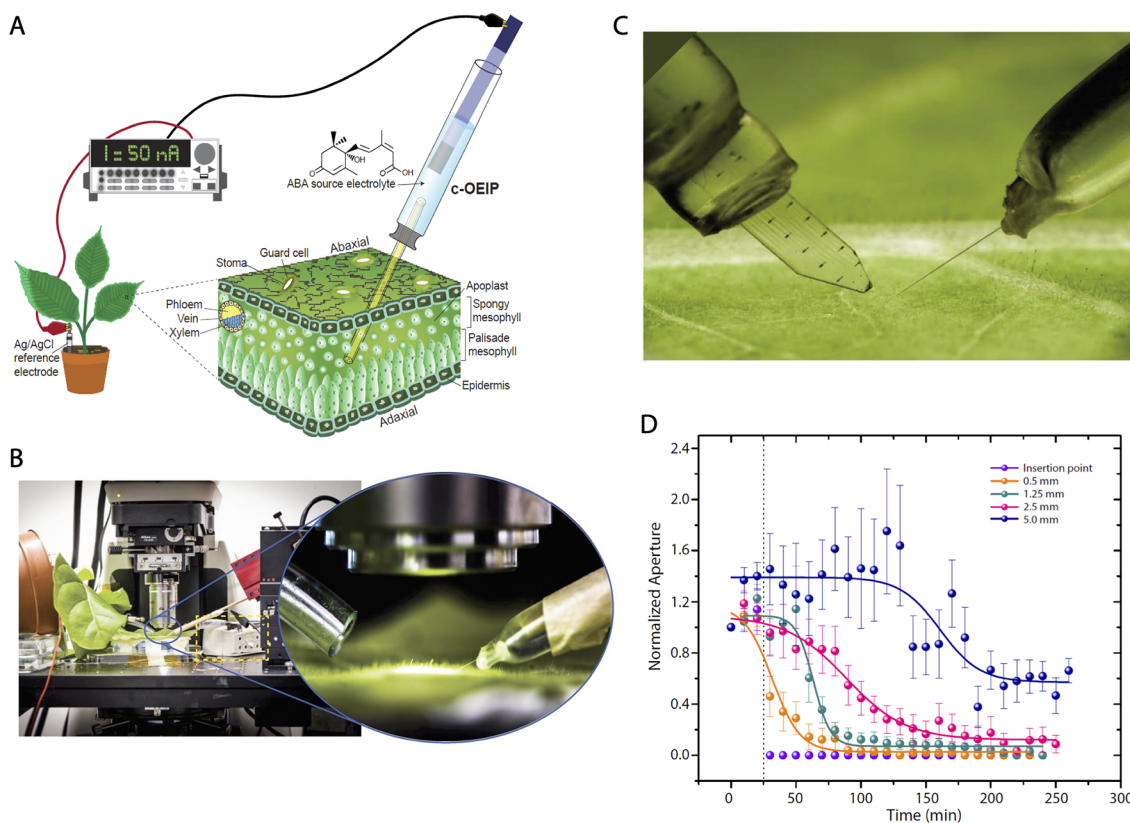 A
I = 50 nA
OH
O
O
OH
ABA source electrolyte
c-OEIP
Ag/AgCl
reference
electrode
Stoma
Guard cell
Abaxial
Phloem
Vein
Xylem
Apoplast
Spongy
mesophyll
Palisade
mesophyll
Epidermis
Adaxial
B
C
D
Normalized Aperture
2.4
2.0
1.6
1.2
0.8
0.4
0.0
Insertion point
0.5 mm
1.25 mm
2.5 mm
5.0 mm
0
50
100
150
200
250
300
Time (min)